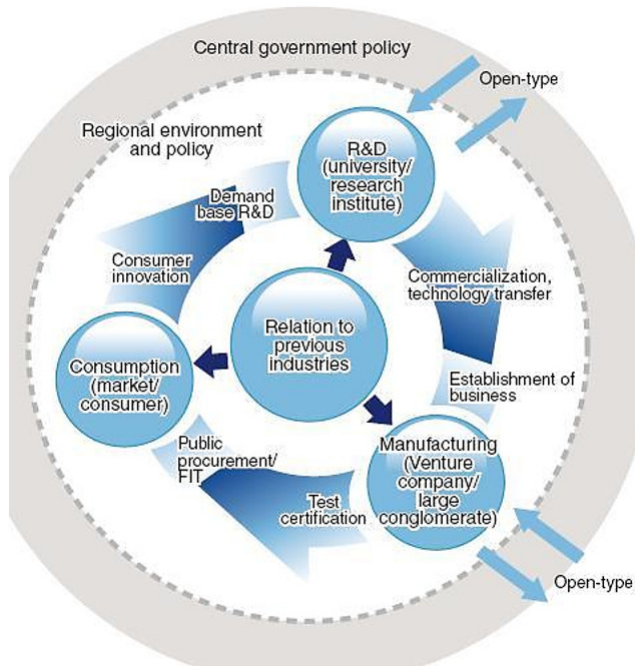 Central government policy
Open-type
Regional environment
and policy
R&D
(university/
research
institute)
Demand
base R&D
Consumer
innovation
Commercialization,
technology transfer
Relation to
previous
industries
Consumption
(market/
consumer)
Establishment of
business
Manufacturing
(Venture
company/
large
conglomerate)
Public
procurement/
FIT
Test
certification
Open-type